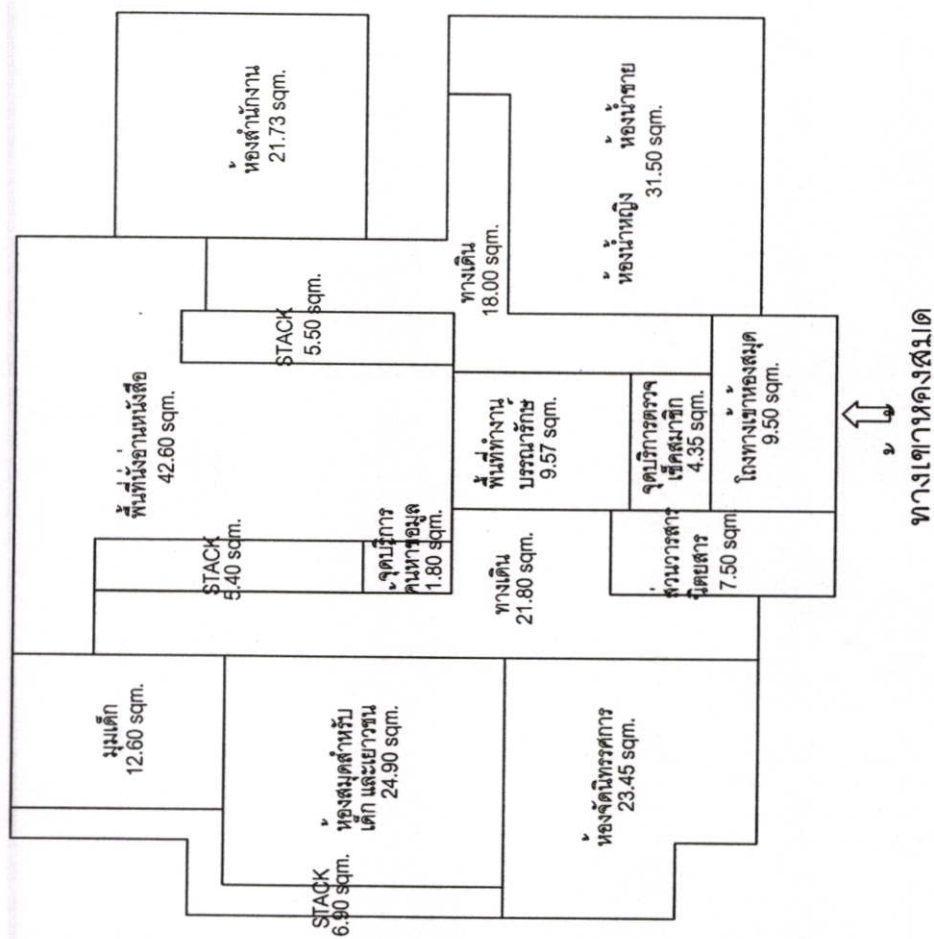 ห้องสำนักงาน
21.73 sqm.
พื้นที่นั่งอ่านหนังสือ
42.60 sqm.
STACK
5.50 sqm.
ทางเดิน
18.00 sqm.
ห้องน้ำหญิง ห้องน้ำชาย
31.50 sqm.
มุมเด็ก
12.60 sqm.
STACK
5.40 sqm.
จุดบริการ
ค้นหาข้อมูล
1.80 sqm.
พื้นที่ทำงาน
บรรณารักษ์
9.57 sqm.
จุดบริการตรวจ
เช็คสมาชิก
4.35 sqm.
โถงทางเข้าห้องสมุด
9.50 sqm.
ทางเดิน
21.80 sqm.
ส่วนวารสาร
นิตยสาร
7.50 sqm.
ห้องสมุดสำหรับ
เด็ก และเยาวชน
24.90 sqm.
STACK
6.90 sqm.
ห้องจัดนิทรรศการ
23.45 sqm.
ทางเข้าห้องสมุด